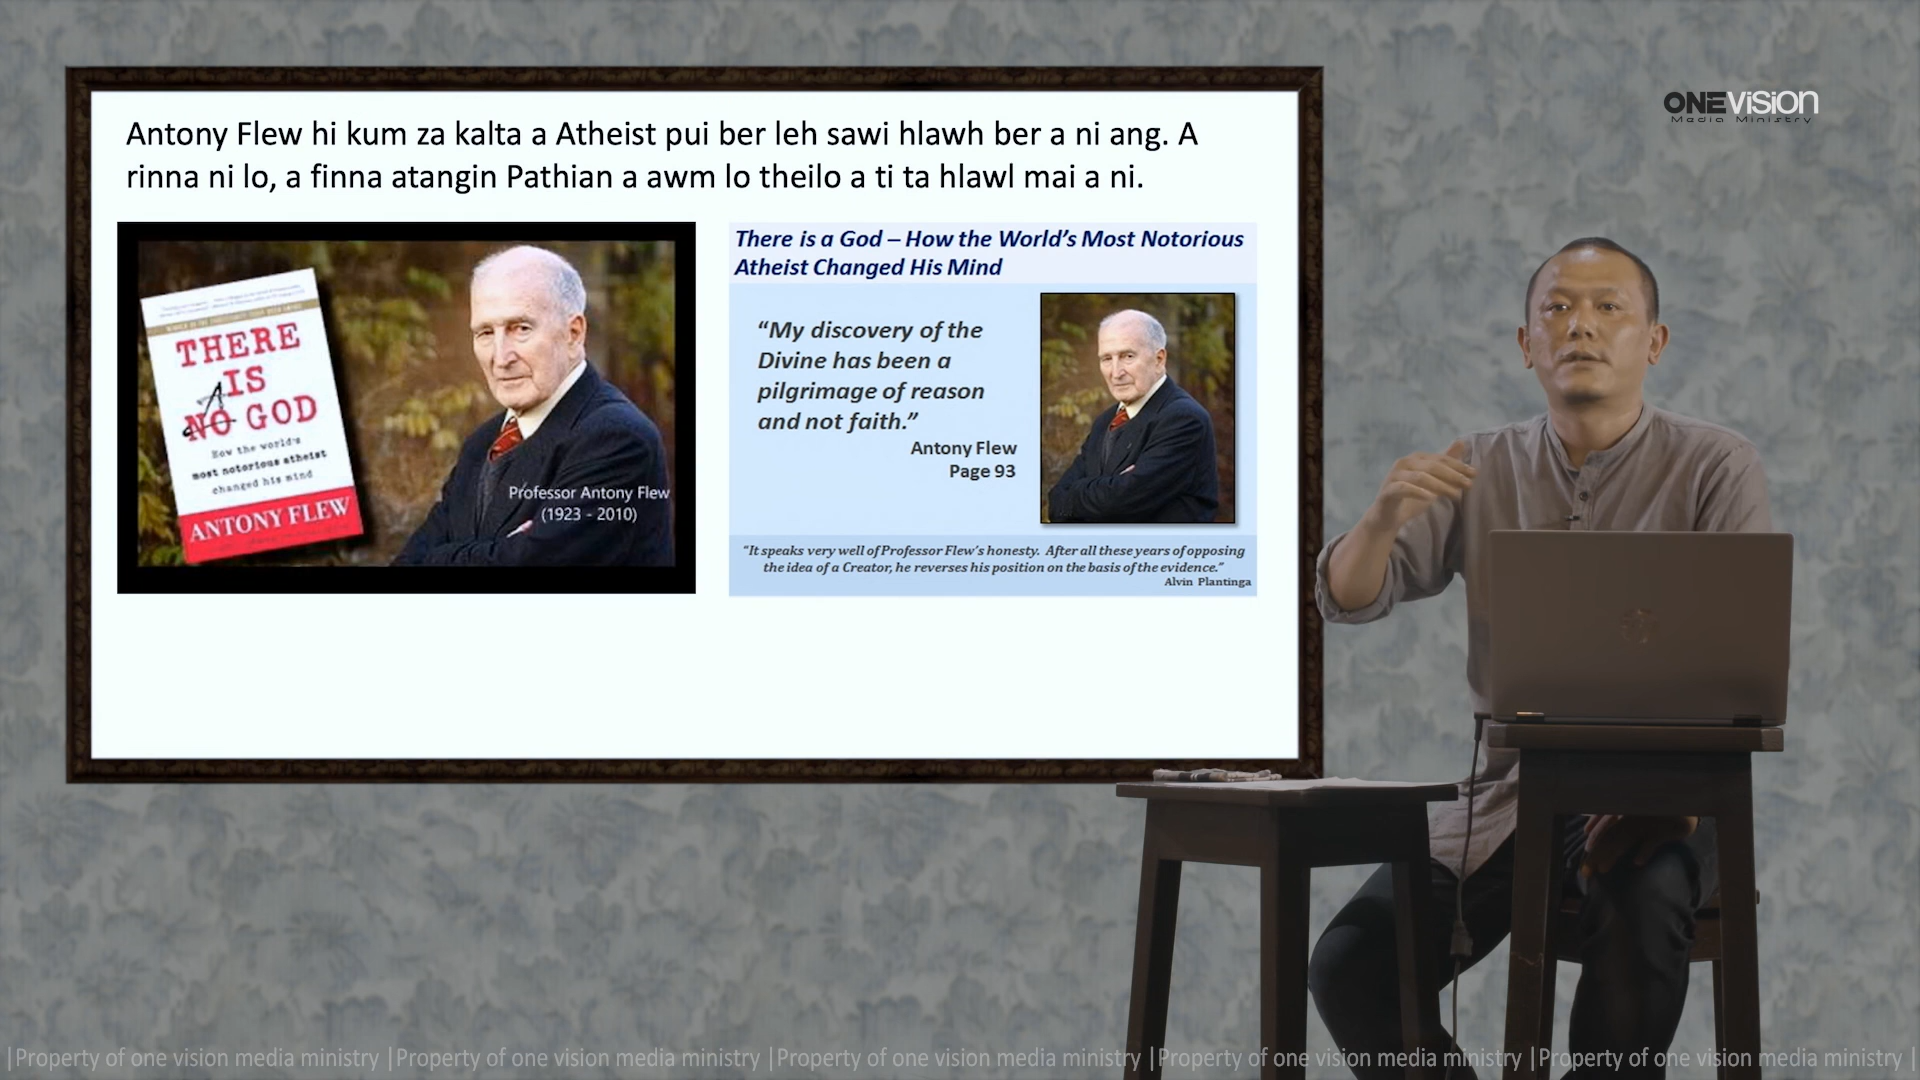 ONEVISION
Media Ministry
Antony Flew hi kum za kalta a Atheist pui ber leh sawi hlawh ber a ni ang. A
rinna ni lo, a finna atangin Pathian a awm lo theilo a ti ta hlawl mai a ni.
THERE
A IS
NO GOD
How the world's
most notorious atheist
changed his mind
ANTONY FLEW
Professor Antony Flew
(1923 - 2010)
There is a God – How the World's Most Notorious
Atheist Changed His Mind
“My discovery of the
Divine has been a
pilgrimage of reason
and not faith.”
Antony Flew
Page 93
“It speaks very well of Professor Flew's honesty. After all these years of opposing
the idea of a Creator, he reverses his position on the basis of the evidence.”
Alvin Plantinga
|Property of one vision media ministry |Property of one vision media ministry |Property of one vision media ministry |Property of one vision media ministry |Property of one vision media ministry |